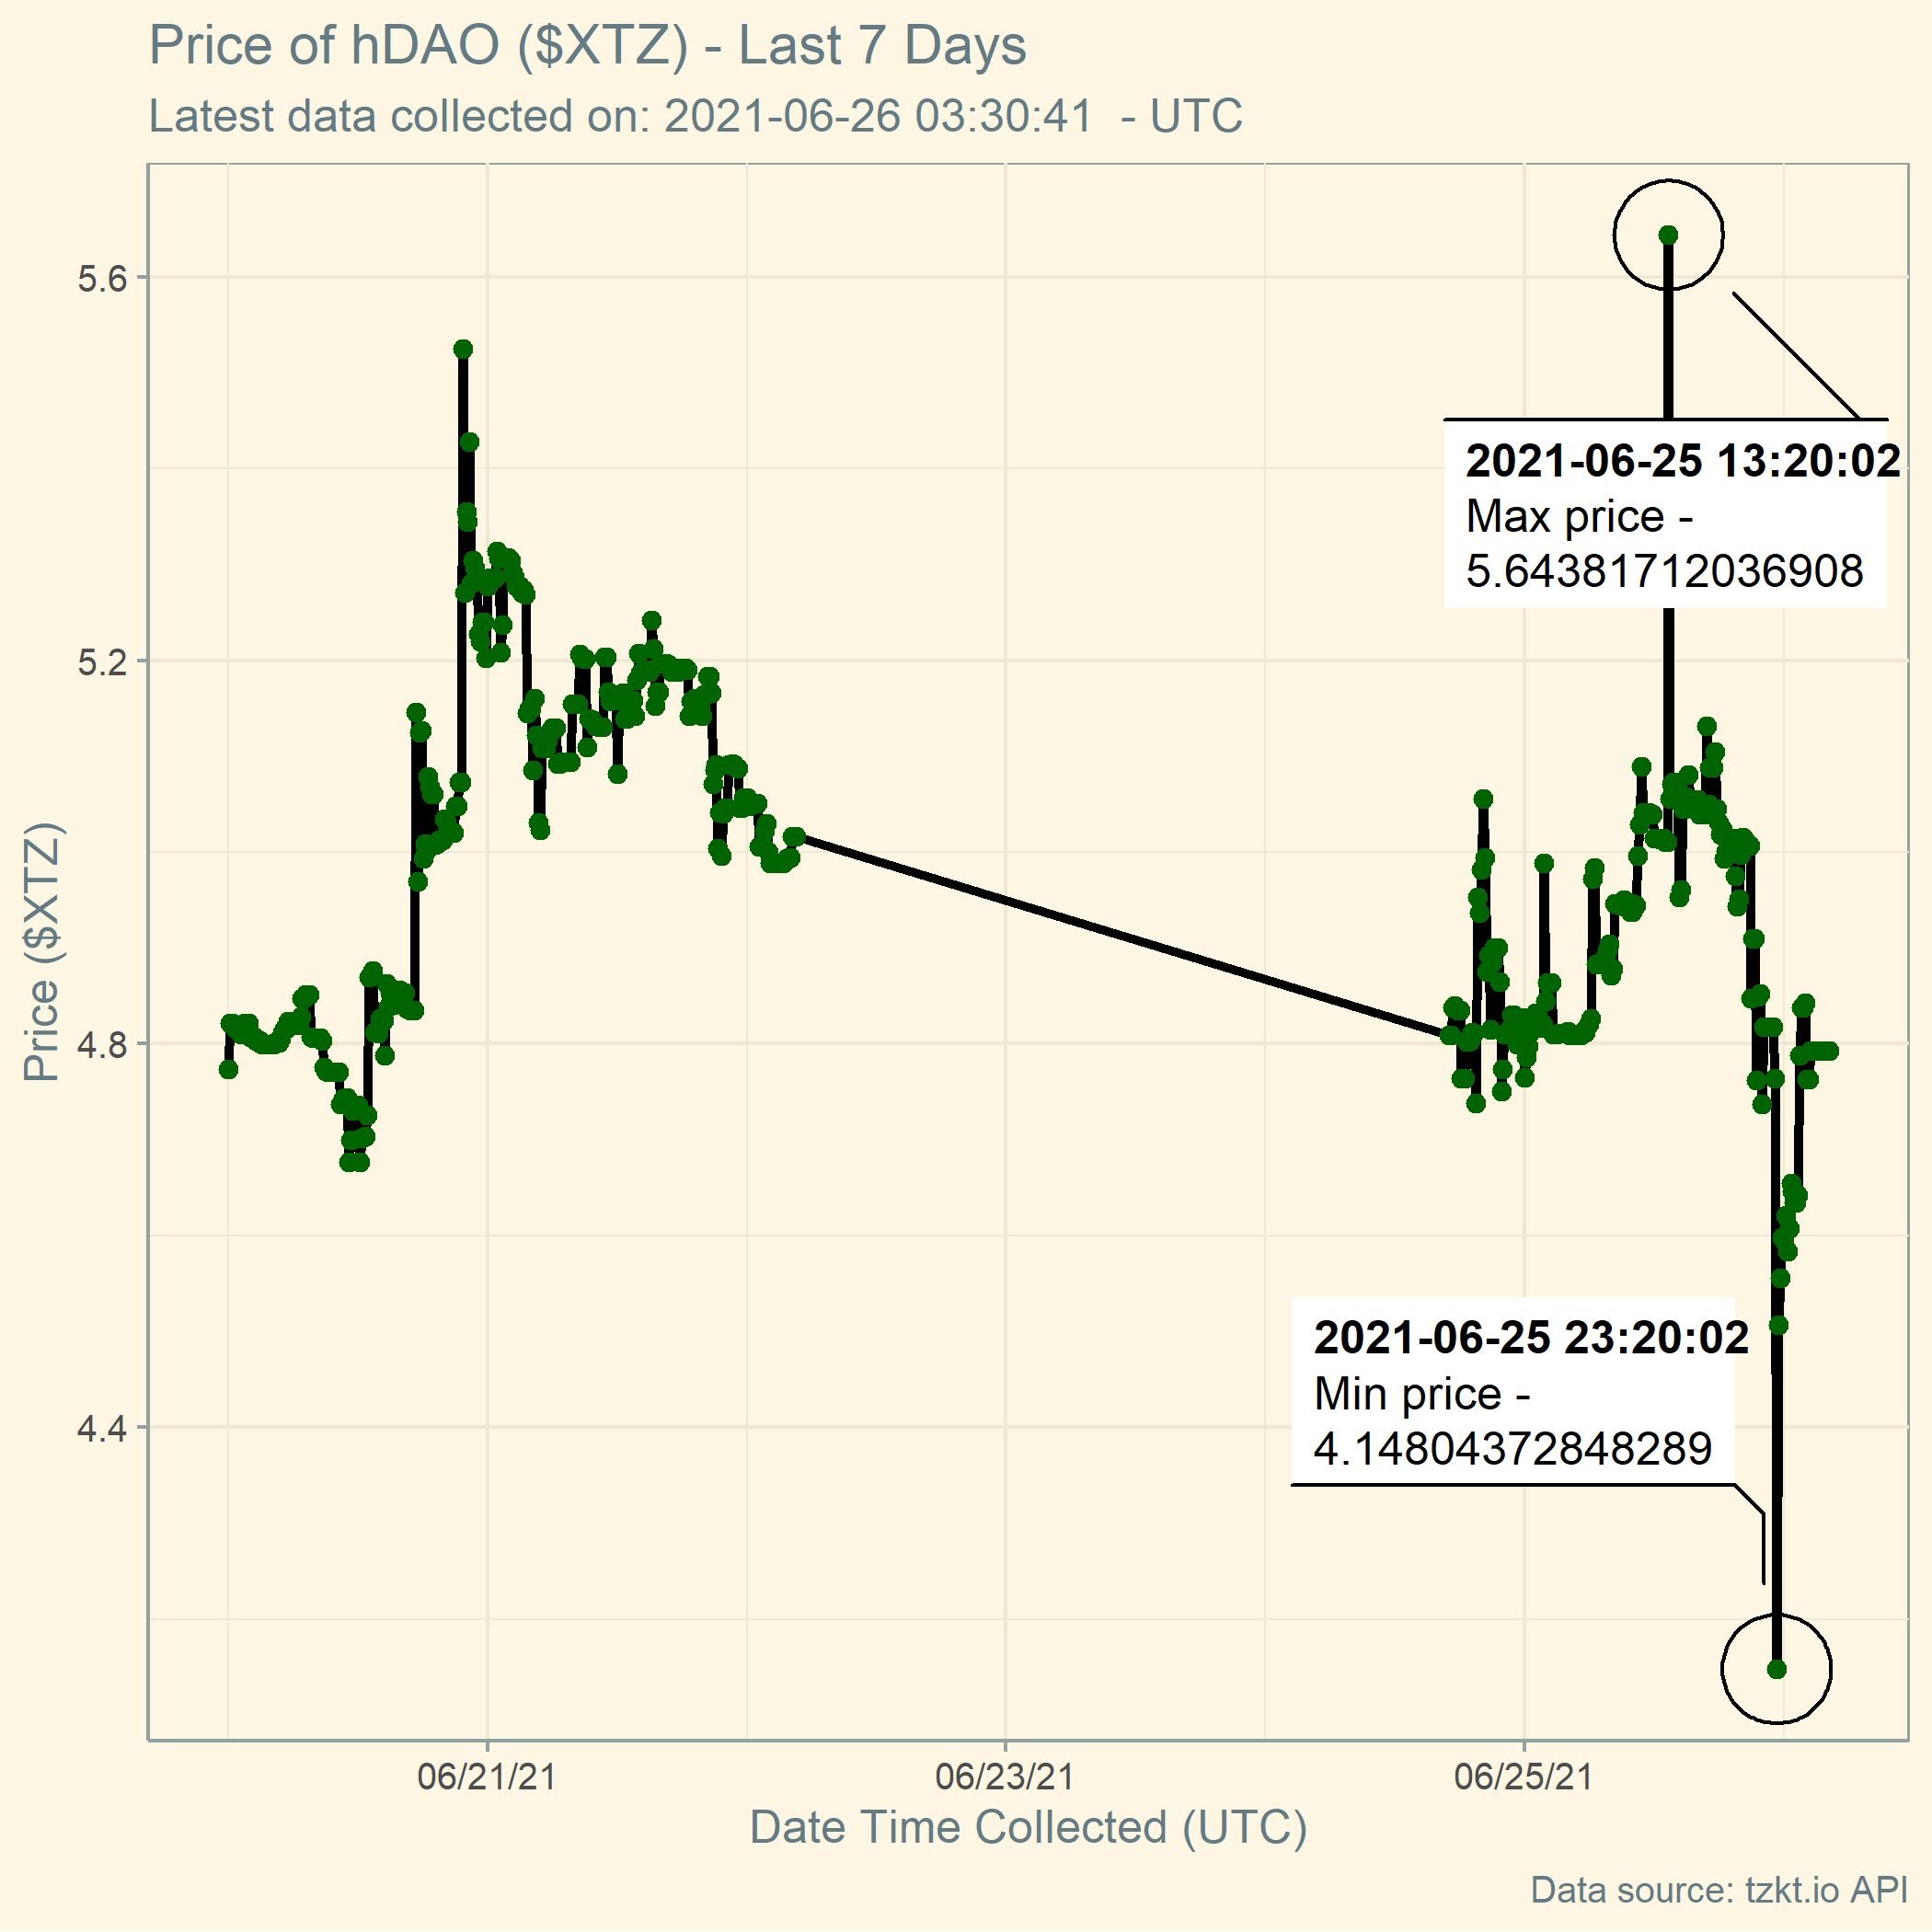 Price of hDAO ($XTZ) - Last 7 Days
Latest data collected on: 2021-06-26 03:30:41  - UTC
Price ($XTZ)
5.6
5.2
4.8
4.4
2021-06-25 13:20:02
Max price -
5.64381712036908
2021-06-25 23:20:02
Min price -
4.14804372848289
06/21/21
06/23/21
06/25/21
Date Time Collected (UTC)
Data source: tzkt.io API